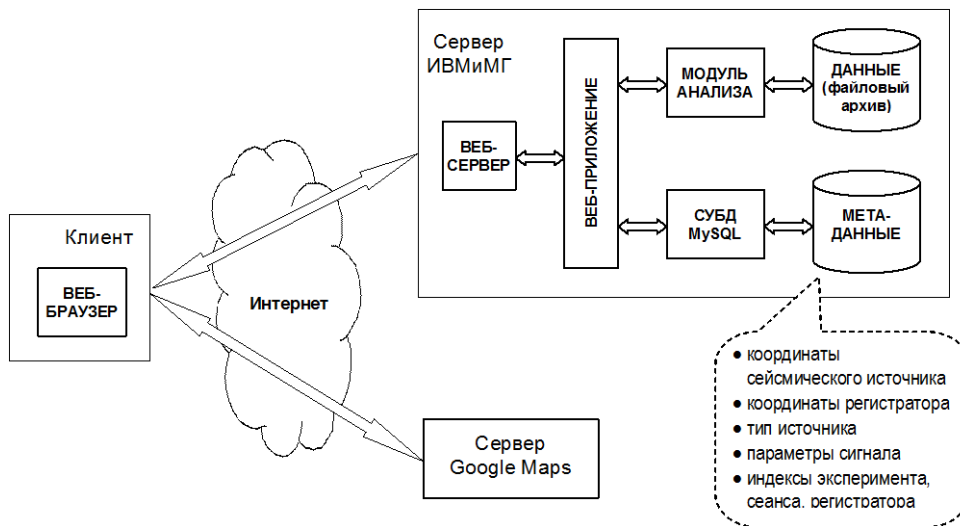 Сервер
ИВМиМГ
ВЕБ-
СЕРВЕР
ВЕБ-ПРИЛОЖЕНИЕ
МОДУЛЬ
АНАЛИЗА
ДАННЫЕ
(файловый
архив)
СУБД
MySQL
МЕТА-
ДАННЫЕ
Клиент
ВЕБ-
БРАУЗЕР
Интернет
Сервер
Google Maps
● координаты
сейсмического источника
● координаты регистратора
● тип источника
● параметры сигнала
● индексы эксперимента,
сеанса, регистратора